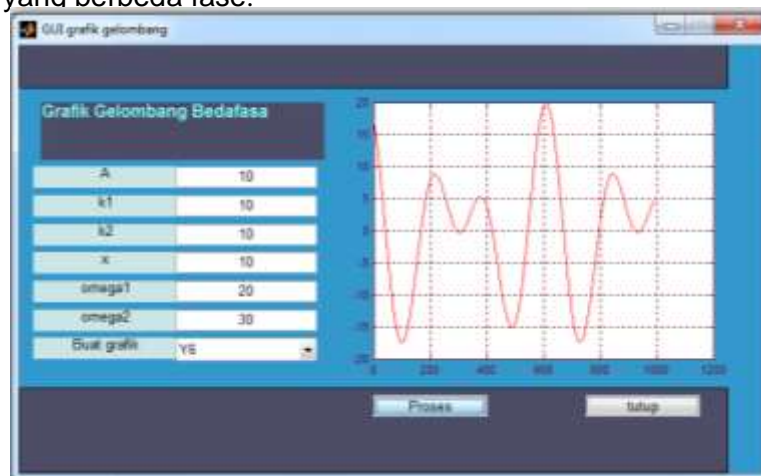 yang berbeda fase.
GUI grafik gelombang
Grafik Gelombang Bedafasa
A 10
k1 10
k2 10
x 10
omega1 20
omega2 30
Buat grafik Y6
20
15
10
5
0
-5
-10
-15
-20
0 200 400 600 800 1000 1200
Proses tutup